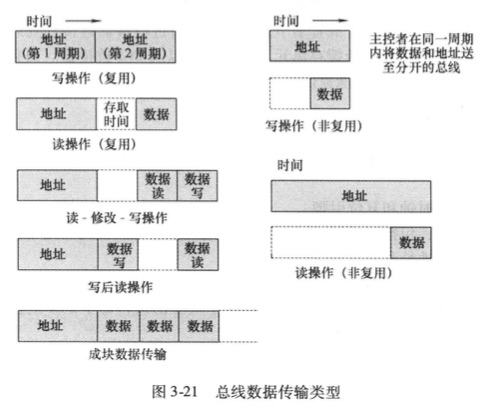 时间
地址
(第1周期)
地址
(第2周期)
写操作（复用）
地址
存取
时间
数据
读操作（复用）
地址
数据
读
数据
写
读-修改-写操作
地址
数据
写
数据
读
写后读操作
地址
数据
数据
数据
成块数据传输
时间
地址
主控者在同一周期
内将数据和地址送
至分开的总线
数据
写操作（非复用）
时间
地址
数据
读操作（非复用）
图 3-21 总线数据传输类型